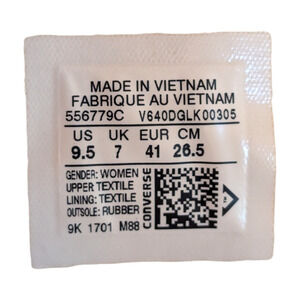 MADE IN VIETNAM
FABRIQUE AU VIETNAM
556779C V640DGLK00305
US UK EUR CM
9.5 7 41 26.5
GENDER: WOMEN
UPPER: TEXTILE
LINING: TEXTILE
OUTSOLE: RUBBER
9K 1701 M88
CONVERSE